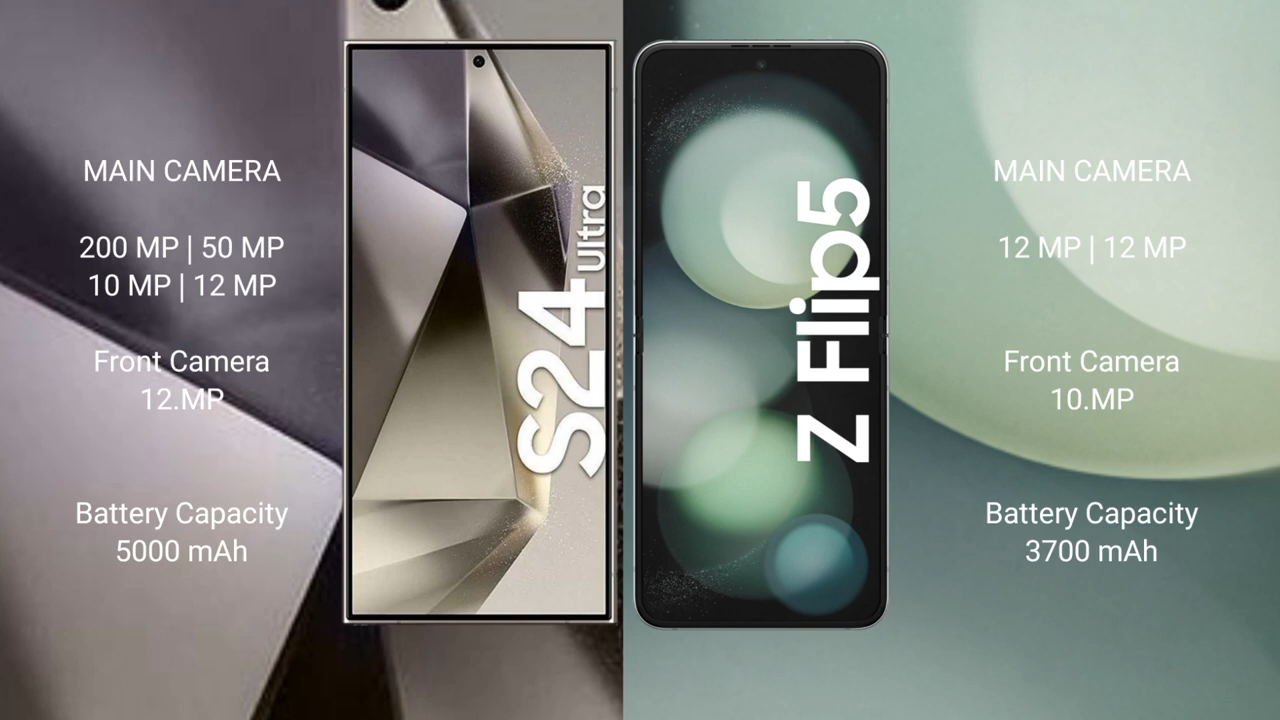 MAIN CAMERA
200 MP | 50 MP
10 MP | 12 MP
Front Camera
12.MP
Battery Capacity
5000 mAh
S24 ultra
Z Flip5
MAIN CAMERA
12 MP | 12 MP
Front Camera
10.MP
Battery Capacity
3700 mAh